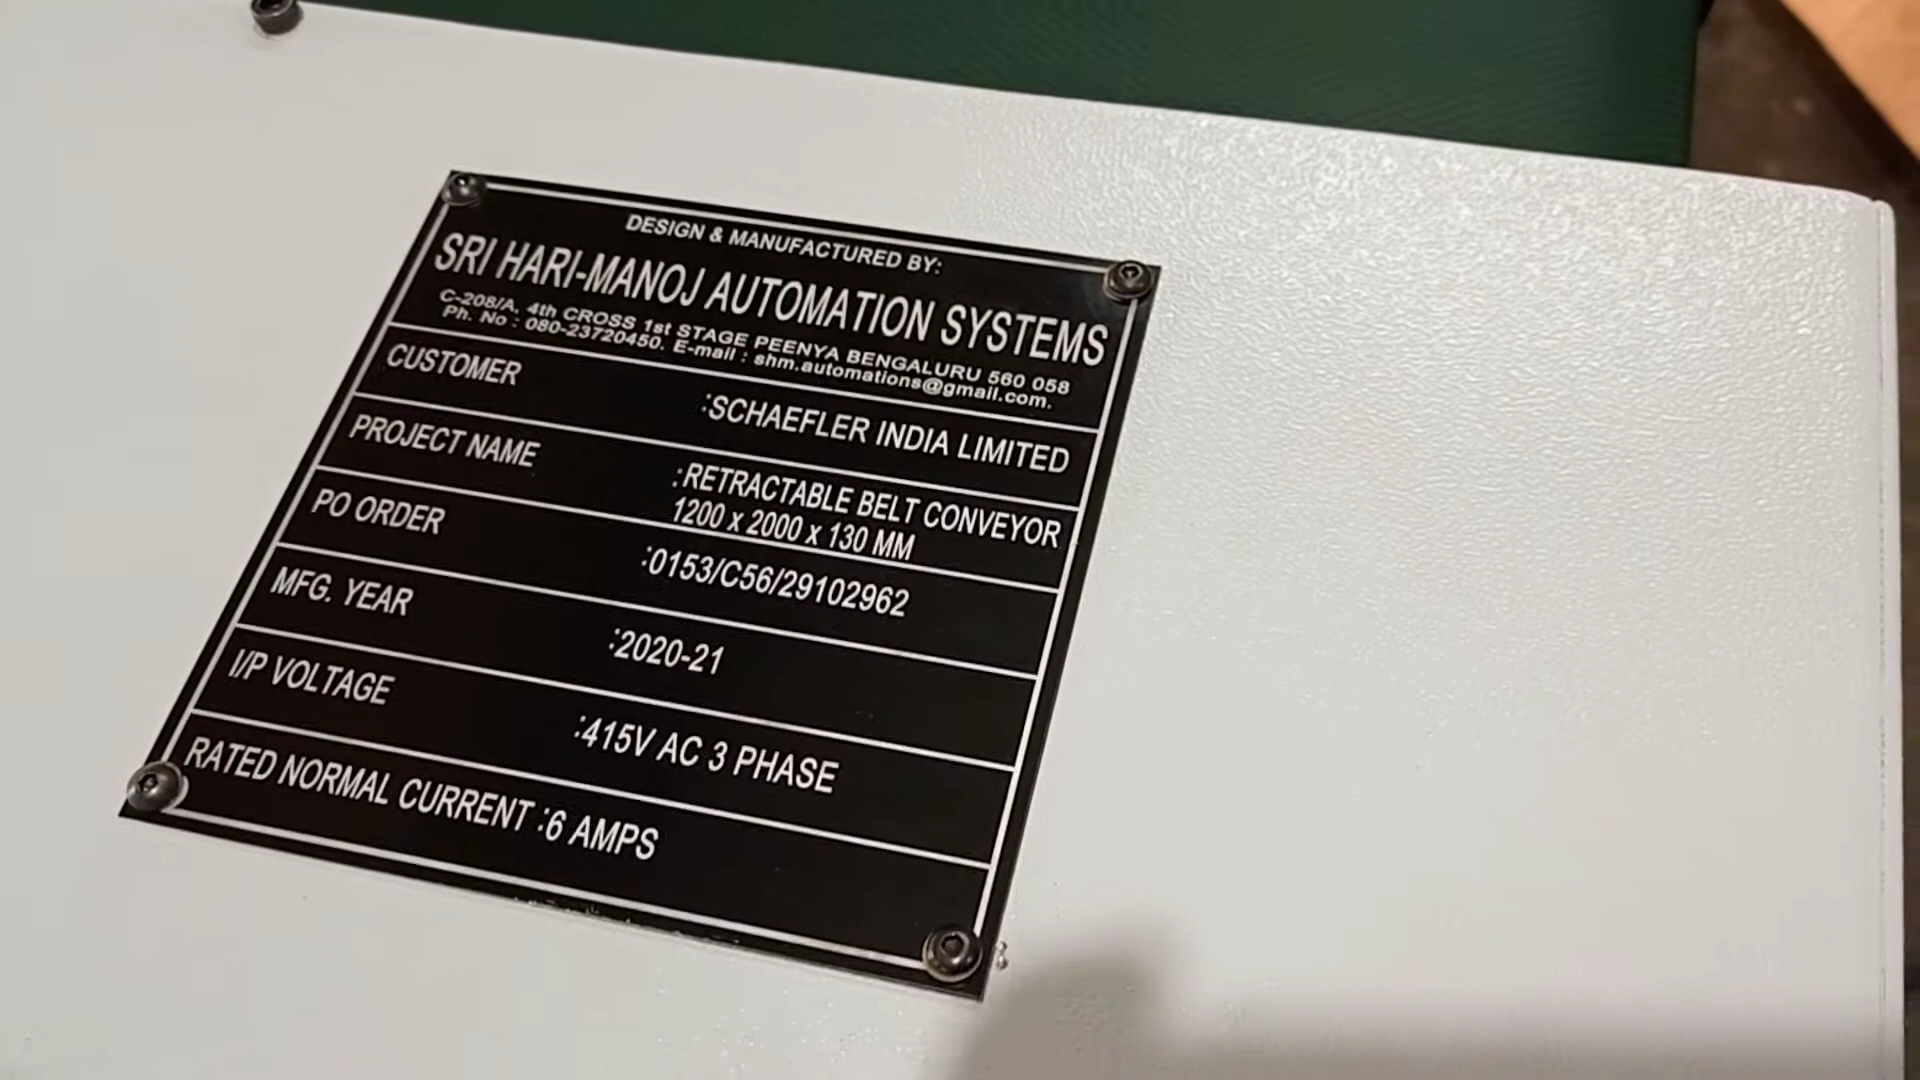 DESIGN & MANUFACTURED BY:
SRI HARI-MANOJ AUTOMATION SYSTEMS
C-208/A, 4th CROSS 1st STAGE PEENYA BENGALURU 560 058
Ph. No : 080-23720450. E-mail : shm.automations@gmail.com.
CUSTOMER :SCHAEFLER INDIA LIMITED
PROJECT NAME :RETRACTABLE BELT CONVEYOR
1200 x 2000 x 130 MM
PO ORDER :0153/C56/29102962
MFG. YEAR :2020-21
I/P VOLTAGE :415V AC 3 PHASE
RATED NORMAL CURRENT :6 AMPS